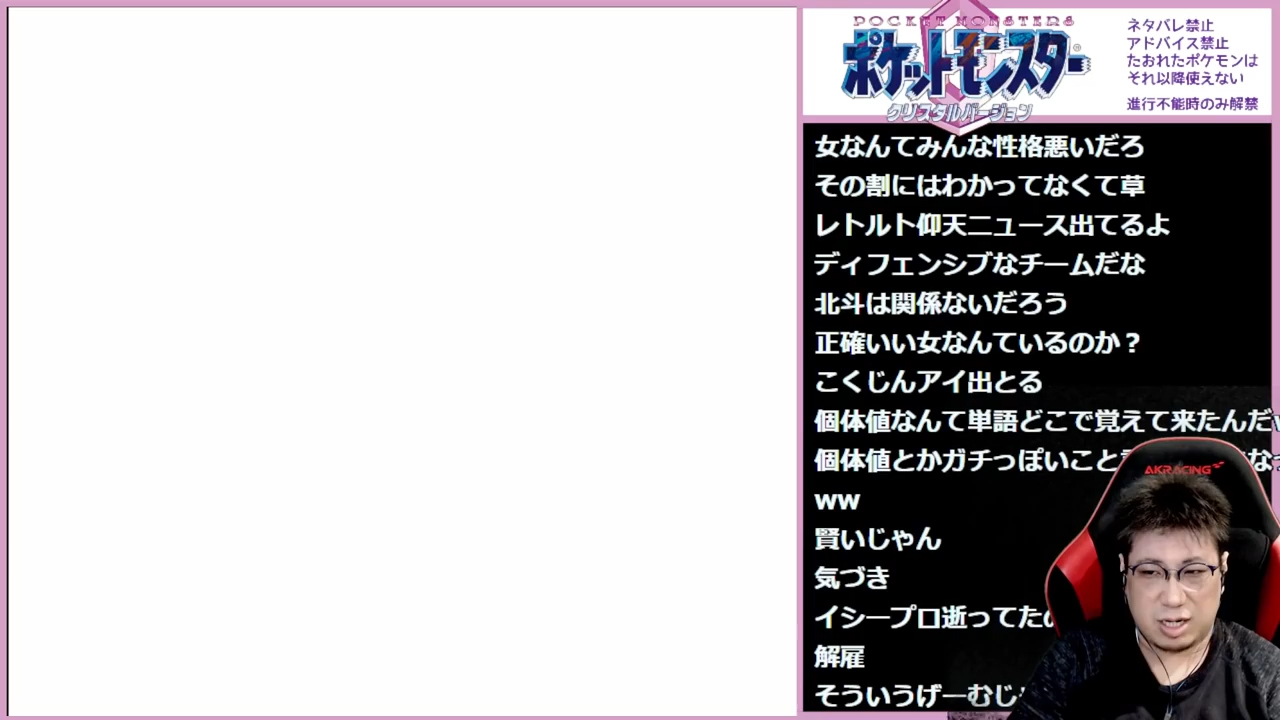 POCKET MONSTERS
ポケットモンスター
クリスタルバージョン
ネタバレ禁止
アドバイス禁止
たおれたポケモンは
それ以降使えない
進行不能時のみ解禁
女なんてみんな性格悪いだろ
その割にはわかってなくて草
レトルト仰天ニュース出てるよ
ディフェンシブなチームだな
北斗は関係ないだろう
正確いい女なんているのか？
こくじんアイ出とる
個体値なんて単語どこで覚えて来たんだw
個体値とかガチっぽいこと
ww
賢いじゃん
気づき
イシープロ逝ってた
解雇
そういうげーむじ
AKRACING